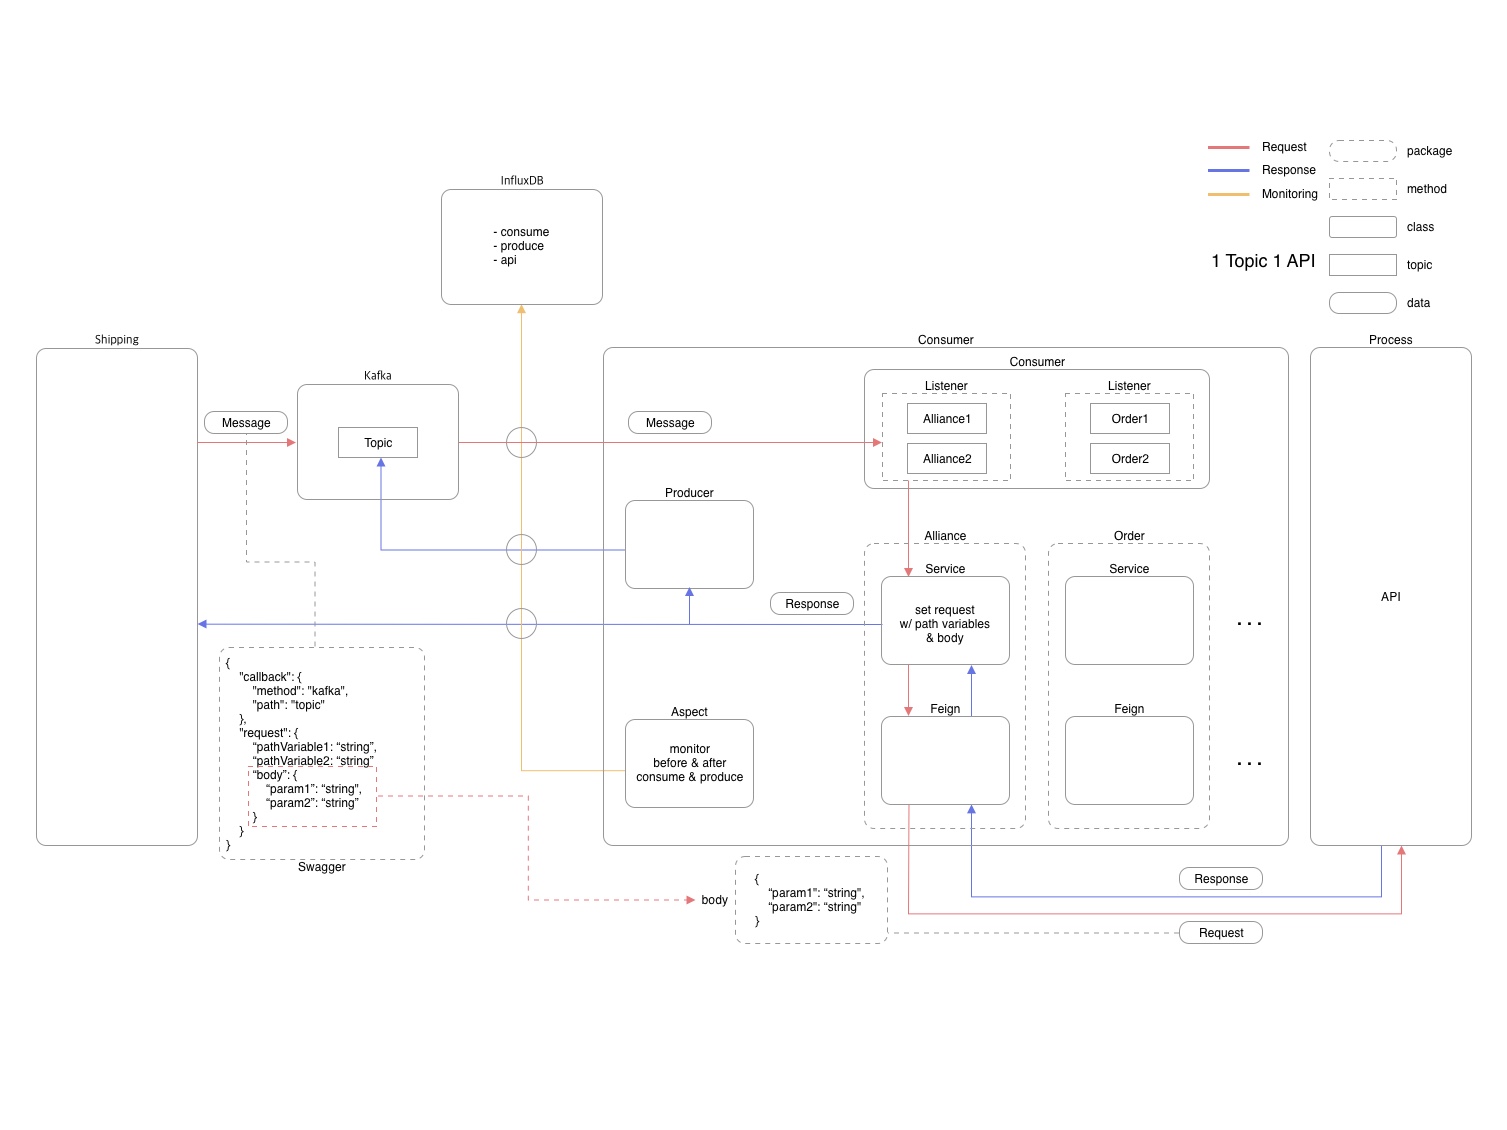 Request
package
Response
method
Monitoring
class
1 Topic 1 API
topic
data
InfluxDB
- consume
- produce
- api
Shipping
Kafka
Message
Topic
Consumer
Consumer
Message
Listener
Alliance1
Alliance2
Listener
Order1
Order2
Process
API
Producer
Response
Alliance
Service
set request
w/ path variables
& body
Feign
Order
Service
Feign
. . .
. . .
Aspect
monitor
before & after
consume & produce
{
"callback": {
"method": "kafka",
"path": "topic"
},
"request": {
"pathVariable1: “string”,
“pathVariable2: “string”
“body”: {
“param1”: “string”,
“param2”: “string”
}
}
}
Swagger
body
{
“param1”: “string”,
“param2”: “string”
}
Response
Request